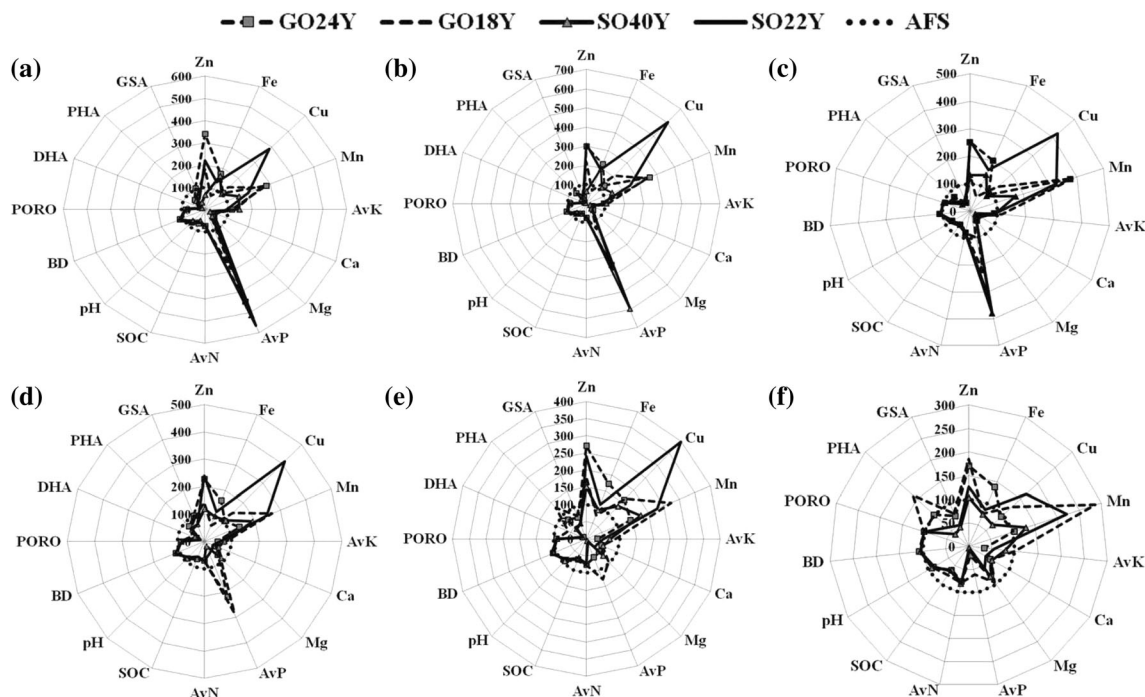 GO24Y GO18Y SO40Y SO22Y AFS
(a)
Zn
Fe
Cu
Mn
AvK
Ca
Mg
AvP
AvN
SOC
pH
BD
PORO
DHA
PHA
GSA
600
500
400
300
200
100
0
(b)
Zn
Fe
Cu
Mn
AvK
Ca
Mg
AvP
AvN
SOC
pH
BD
PORO
DHA
PHA
GSA
700
600
500
400
300
200
100
(c)
Zn
Fe
Cu
Mn
AvK
Ca
Mg
AvP
AvN
SOC
pH
BD
PORO
PHA
GSA
500
400
300
200
100
0
(d)
Zn
Fe
Cu
Mn
AvK
Ca
Mg
AvP
AvN
SOC
pH
BD
PORO
DHA
PHA
GSA
500
400
300
200
100
0
(e)
Zn
Fe
Cu
Mn
AvK
Ca
Mg
AvP
AvN
SOC
pH
BD
PORO
DHA
PHA
GSA
400
350
300
250
200
150
100
50
0
(f)
Zn
Fe
Cu
Mn
AvK
Ca
Mg
AvP
AvN
SOC
pH
BD
PORO
PHA
GSA
300
250
200
150
100
50
0